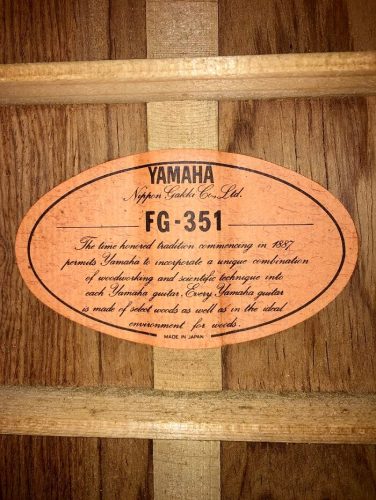 YAMAHA
Nippon Gakki Co., Ltd.
FG-351
The time honored tradition commencing in 1887
permits Yamaha to incorporate a unique combination
of woodworking and scientific technique into
each Yamaha guitar. Every Yamaha guitar
is made of select woods as well as in the ideal
environment for woods.
MADE IN JAPAN